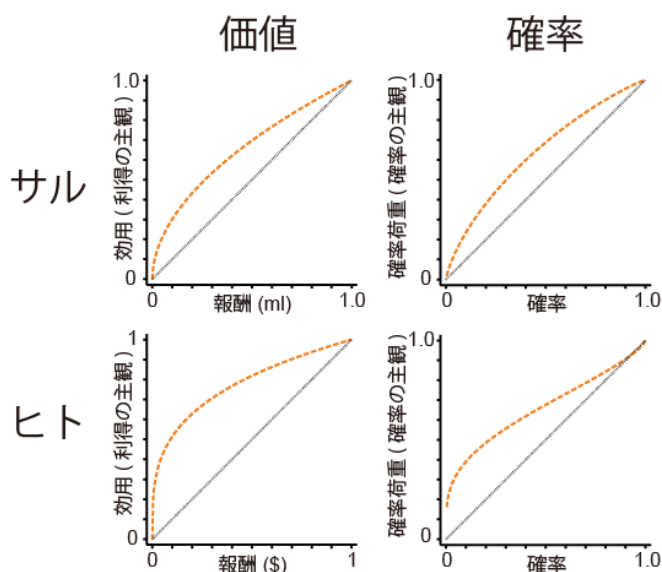 価値
確率
サル
1.0
効用 ( 利得の主観 )
0
0
1.0
報酬 (ml)
1.0
確率荷重 ( 確率の主観 )
0
0
1.0
確率
ヒト
1
効用 ( 利得の主観 )
0
0
1
報酬 ($)
1.0
確率荷重 ( 確率の主観 )
0
0
1.0
確率